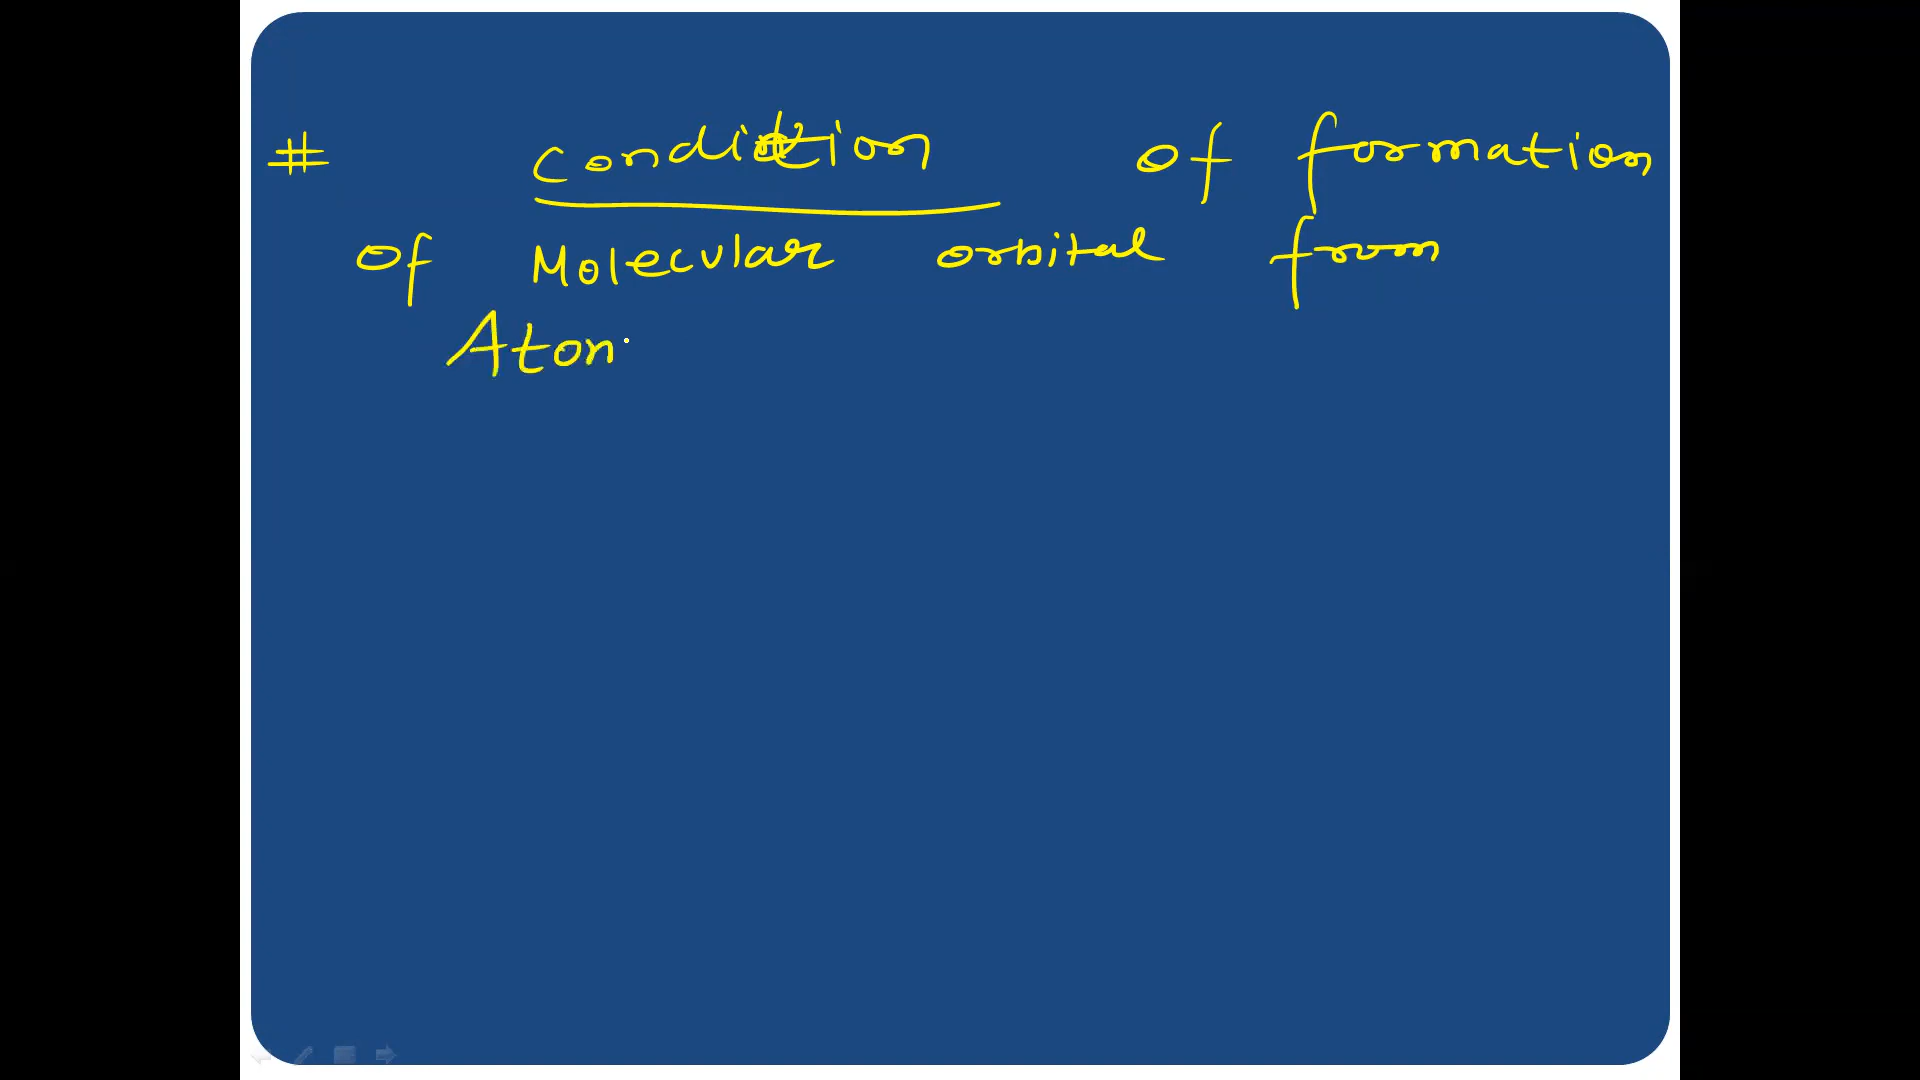 # Condition of formation
of Molecular orbital from
Aton